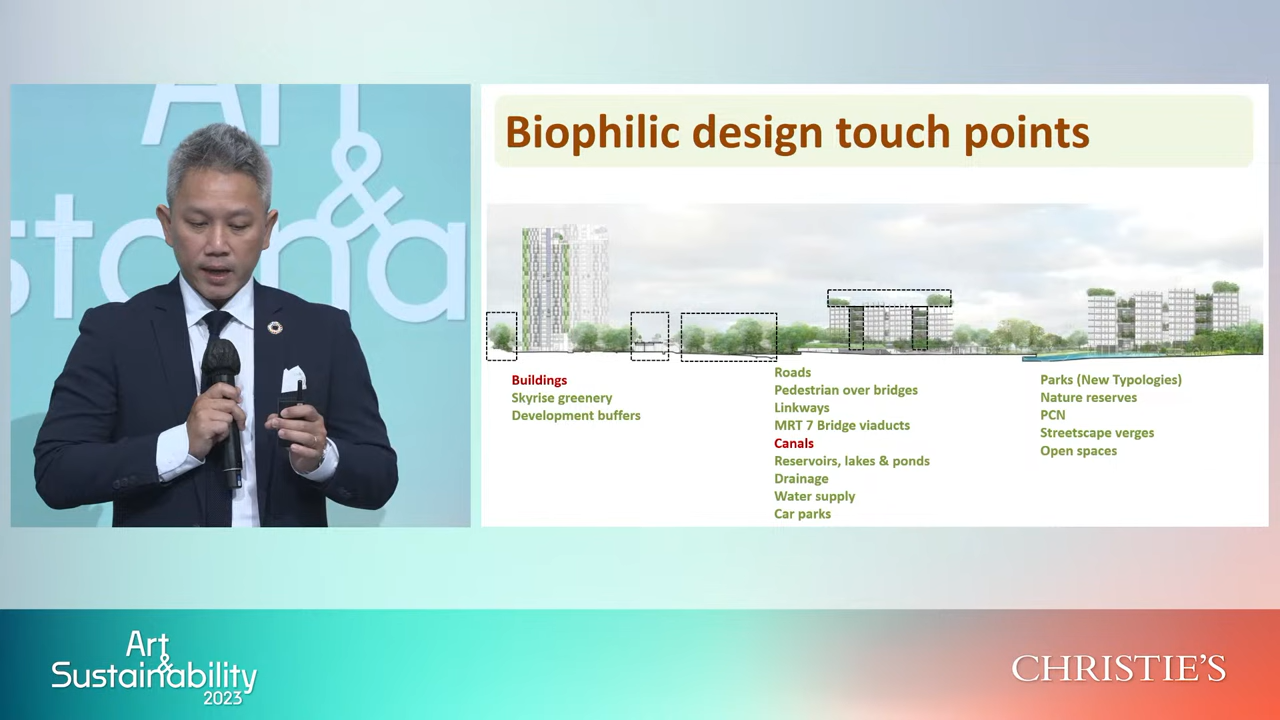 Art
&
staina
Biophilic design touch points
Buildings
Skyrise greenery
Development buffers
Roads
Pedestrian over bridges
Linkways
MRT 7 Bridge viaducts
Canals
Reservoirs, lakes & ponds
Drainage
Water supply
Car parks
Parks (New Typologies)
Nature reserves
PCN
Streetscape verges
Open spaces
Art
&
Sustainability
2023
CHRISTIE'S